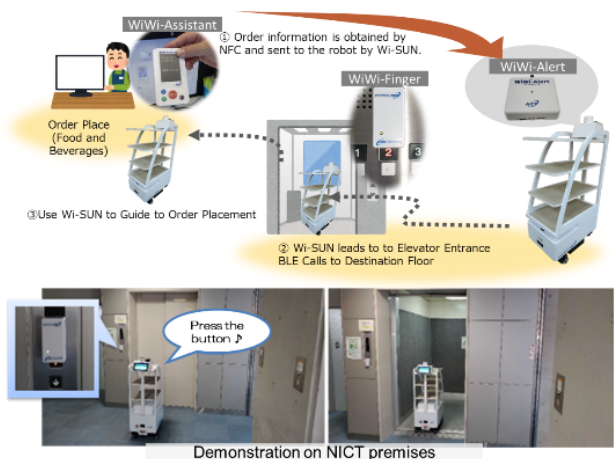 WiWi-Assistant
① Order information is obtained by
NFC and sent to the robot by Wi-SUN.
WiWi-Alert
WiWi-Alert
WiWi-Finger
Order Place
(Food and
Beverages)
1
2
3
③Use Wi-SUN to Guide to Order Placement
② Wi-SUN leads to to Elevator Entrance
BLE Calls to Destination Floor
Press the
button ♪
Demonstration on NICT premises